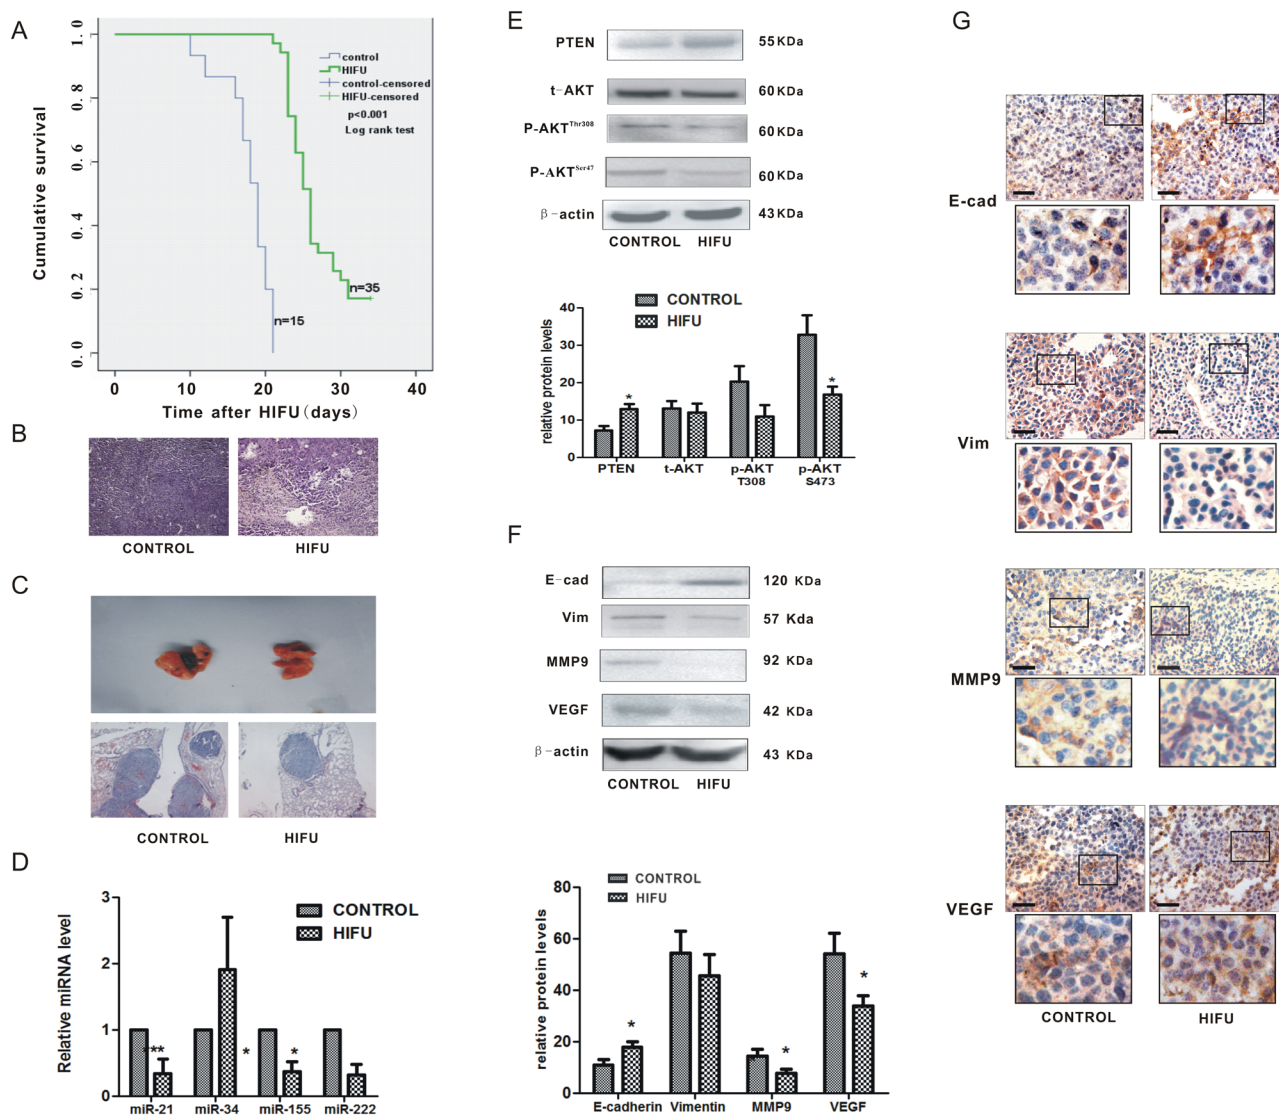 A
1.0
0.8
0.6
0.4
0.2
0.0
Cumulative survival
control
HIFU
control-censored
HIFU-censored
p<0.001
Log rank test
n=35
n=15
0 10 20 30 40
Time after HIFU(days)
B
CONTROL HIFU
C
CONTROL HIFU
D
Relative miRNA level
3
2
1
0
CONTROL
HIFU
*** * *
miR-21 miR-34 miR-155 miR-222
E
PTEN 55KDa
t-AKT 60KDa
P-AKT^Thr308 60KDa
P-AKT^Ser47 60KDa
β-actin 43KDa
CONTROL HIFU
CONTROL
HIFU
relative protein levels
40
30
20
10
0
* *
PTEN t-AKT p-AKT p-AKT
T308 S473
F
E-cad 120 KDa
Vim 57 Kda
MMP9 92 KDa
VEGF 42 KDa
β-actin 43 KDa
CONTROL HIFU
CONTROL
HIFU
relative protein levels
80
60
40
20
0
* * *
E-cadherin Vimentin MMP9 VEGF
G
E-cad
Vim
MMP9
VEGF
CONTROL HIFU